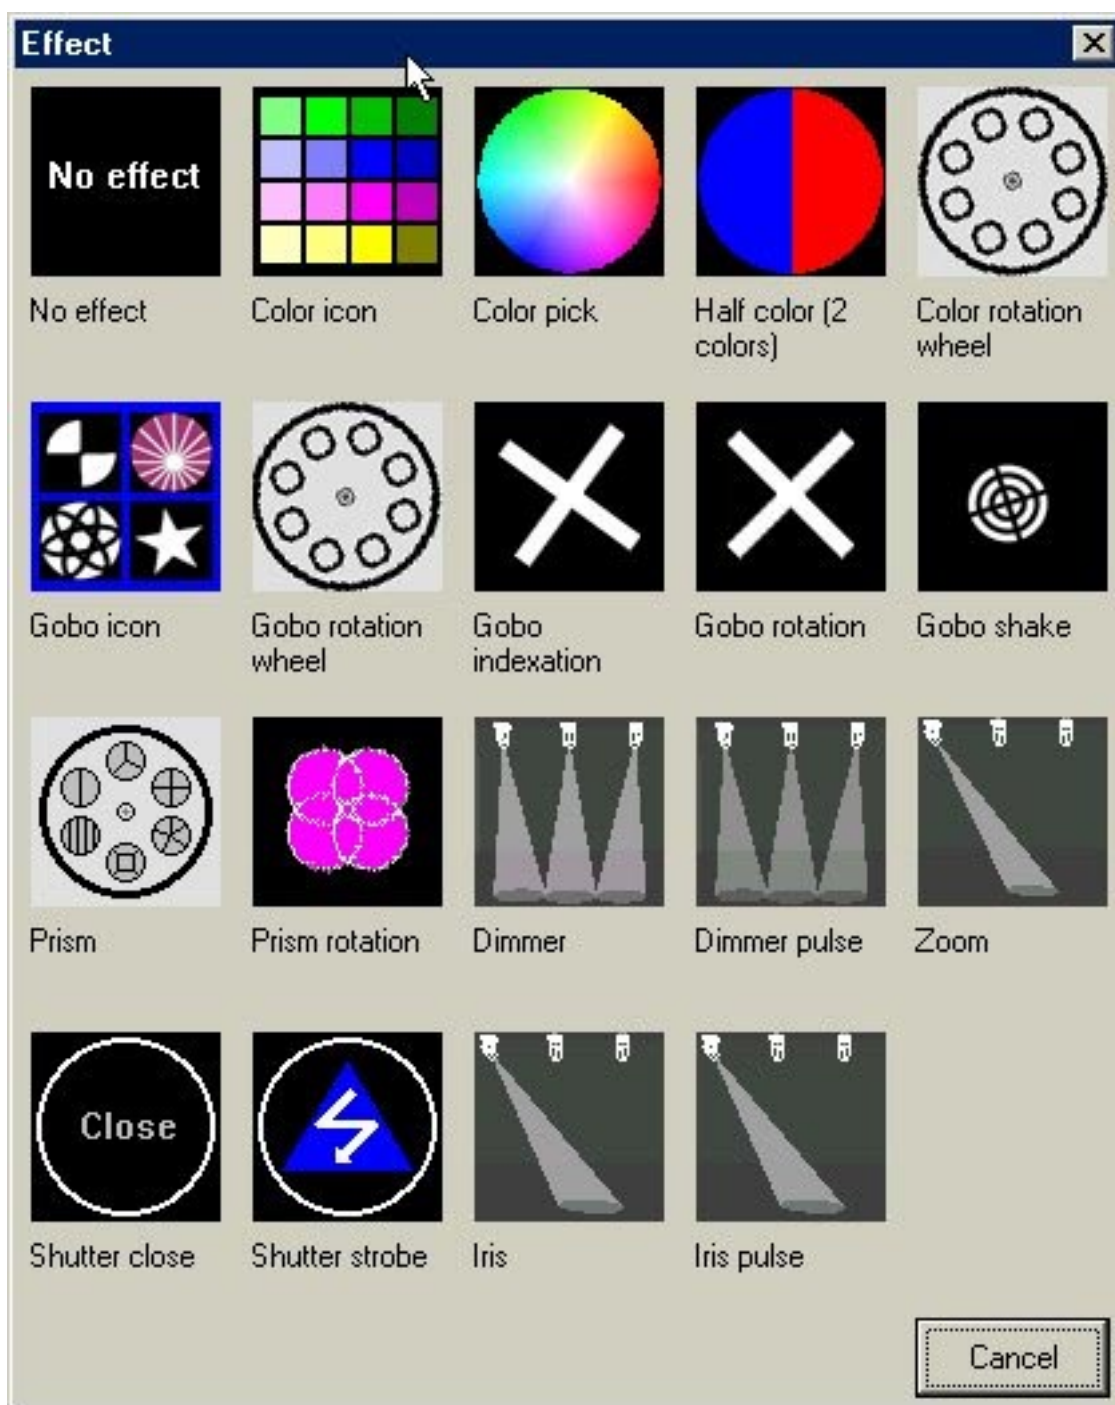 Effect
No effect
No effect
Color icon
Color pick
Half color (2
colors)
Color rotation
wheel
Gobo icon
Gobo rotation
wheel
Gobo
indexation
Gobo rotation
Gobo shake
Prism
Prism rotation
Dimmer
Dimmer pulse
Zoom
Close
Shutter close
Shutter strobe
Iris
Iris pulse
Cancel